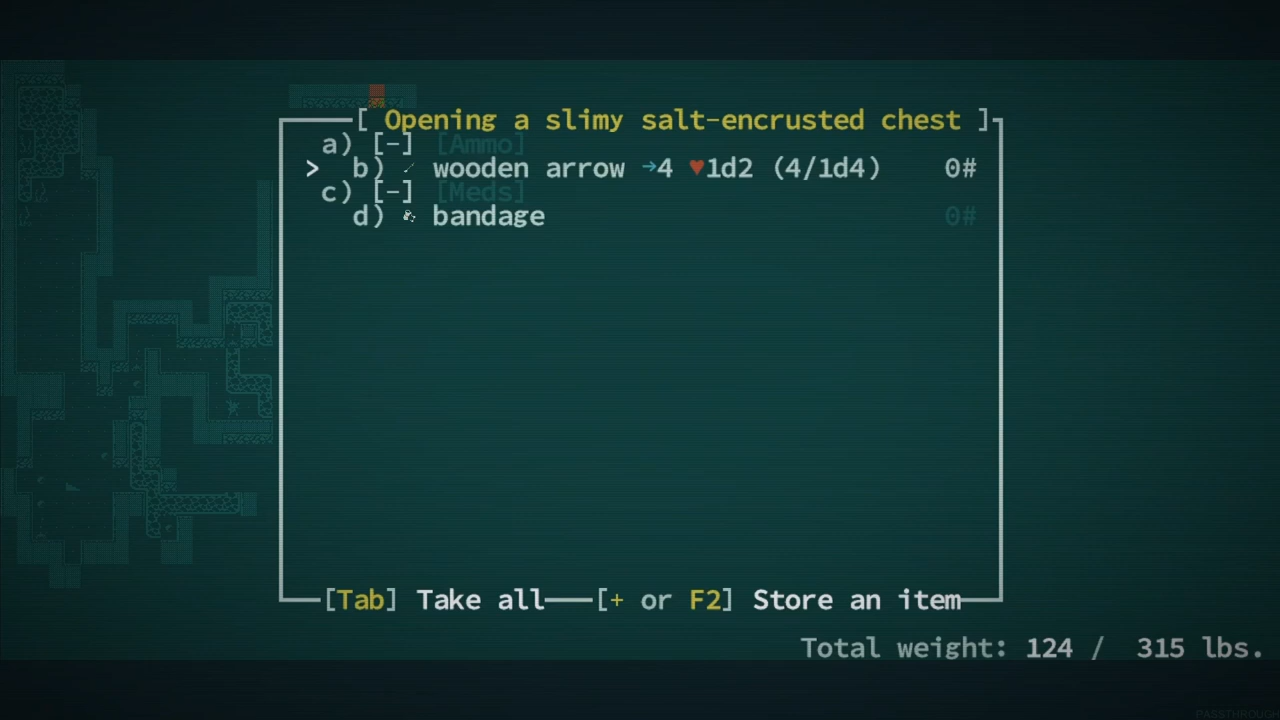 [ Opening a slimy salt-encrusted chest ]
a) [-] [Ammo]
> b) wooden arrow →4 ♥1d2 (4/1d4) 0#
c) [-] [Meds]
d) bandage 0#
[Tab] Take all [+ or F2] Store an item
Total weight: 124 / 315 lbs.
PASSTHROUGH